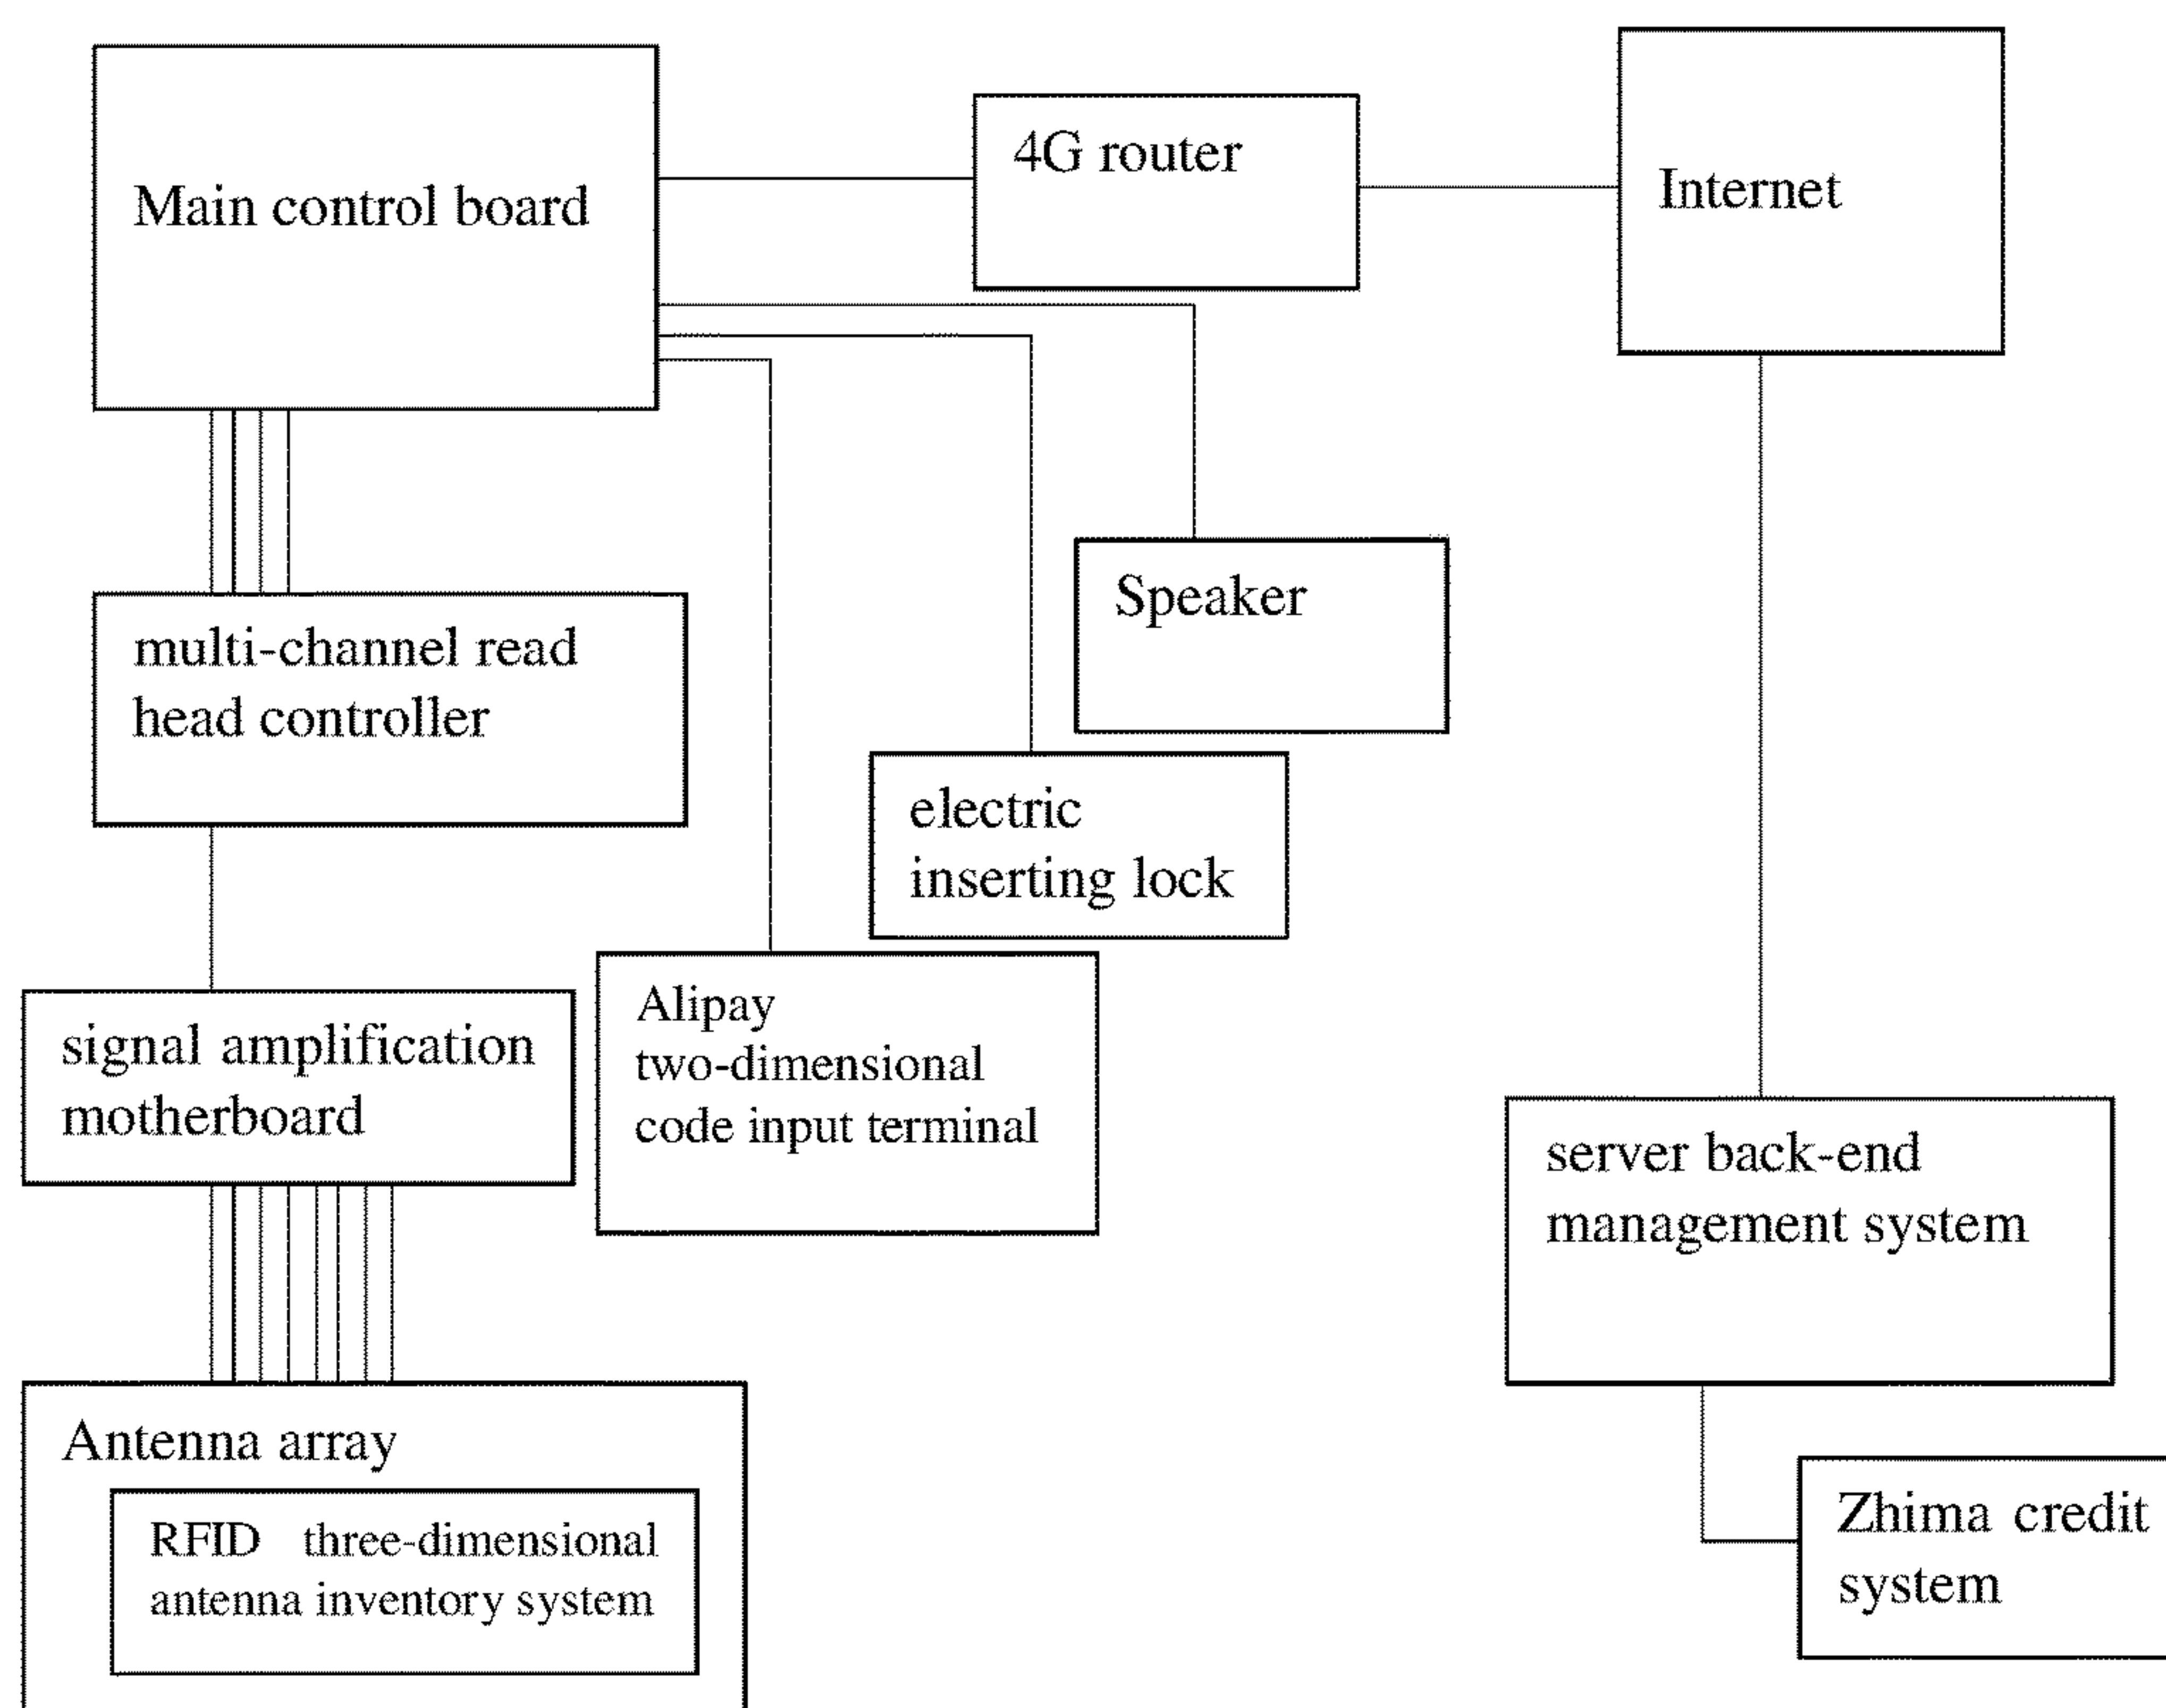 Main control board
4G router
Internet
multi-channel read
head controller
Speaker
electric
inserting lock
signal amplification
motherboard
Alipay
two-dimensional
code input terminal
server back-end
management system
Antenna array
RFID three-dimensional
antenna inventory system
Zhima credit
system